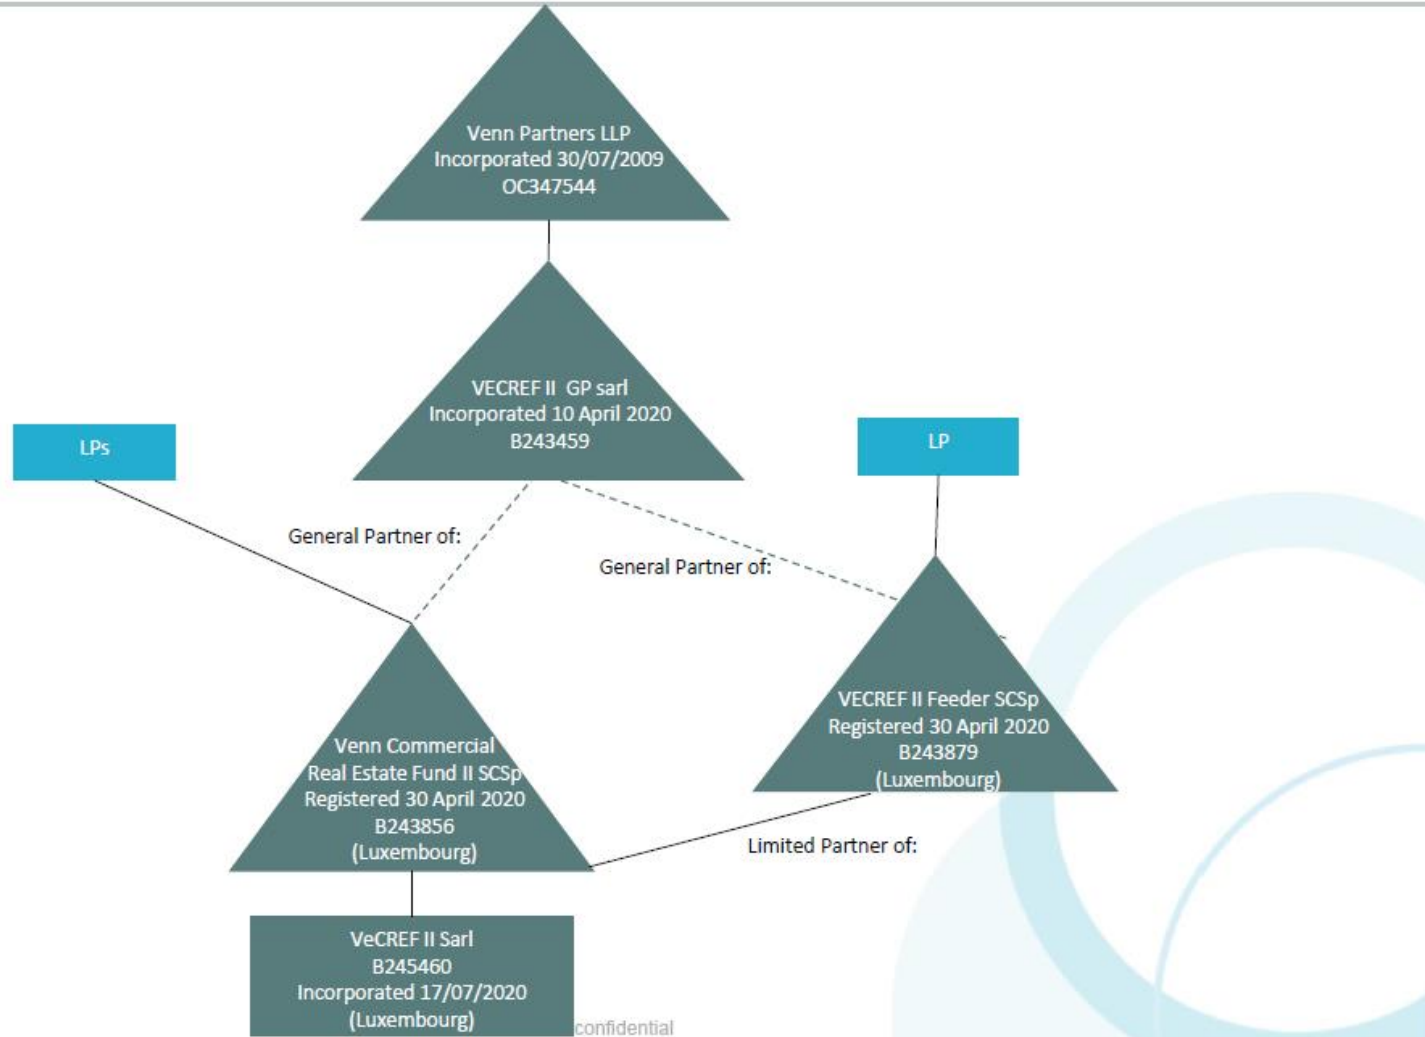 Venn Partners LLP
Incorporated 30/07/2009
OC347544
VECREF II  GP sarl
Incorporated 10 April 2020
B243459
LPs
LP
General Partner of:
General Partner of:
VECREF II Feeder SCSp
Registered 30 April 2020
B243879
(Luxembourg)
Venn Commercial
Real Estate Fund II SCSp
Registered 30 April 2020
B243856
(Luxembourg)
Limited Partner of:
VeCREF II Sarl
B245460
Incorporated 17/07/2020
(Luxembourg)
confidential